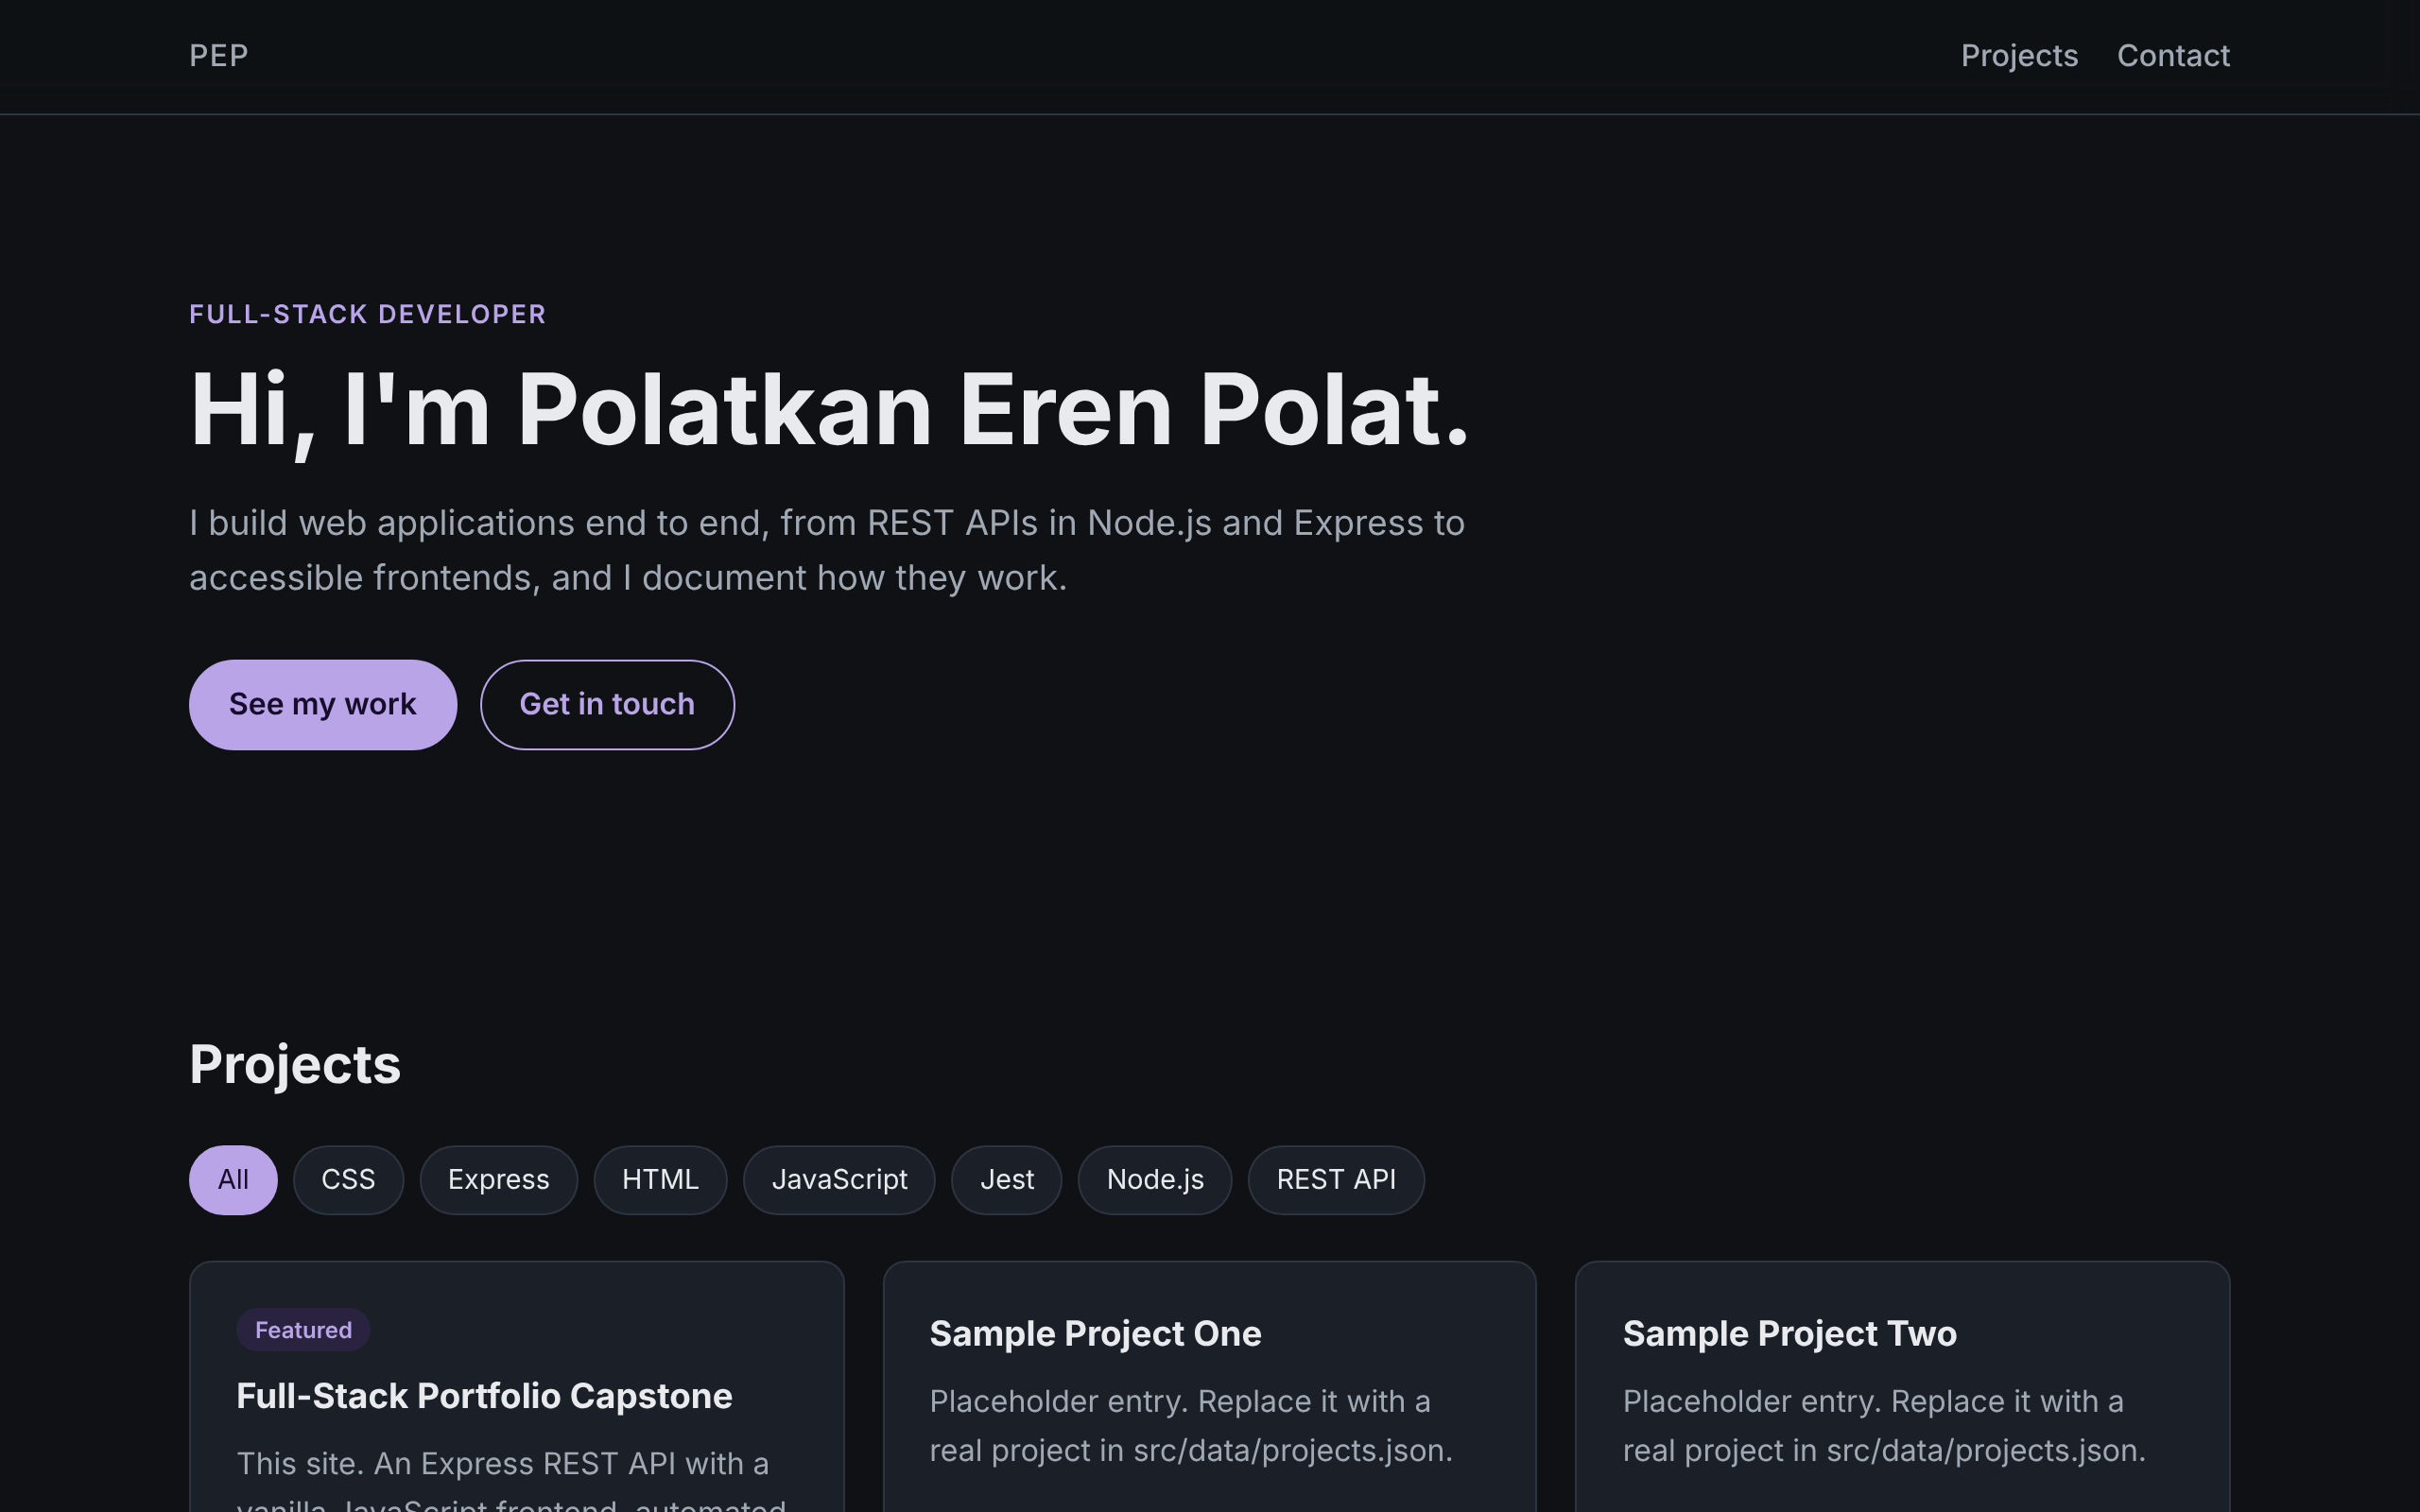 PEP
Projects Contact
FULL-STACK DEVELOPER
Hi, I'm Polatkan Eren Polat.
I build web applications end to end, from REST APIs in Node.js and Express to
accessible frontends, and I document how they work.
See my work Get in touch
Projects
All CSS Express HTML JavaScript Jest Node.js REST API
Featured
Full-Stack Portfolio Capstone
This site. An Express REST API with a
vanilla JavaScript frontend, automated
Sample Project One
Placeholder entry. Replace it with a
real project in src/data/projects.json.
Sample Project Two
Placeholder entry. Replace it with a
real project in src/data/projects.json.